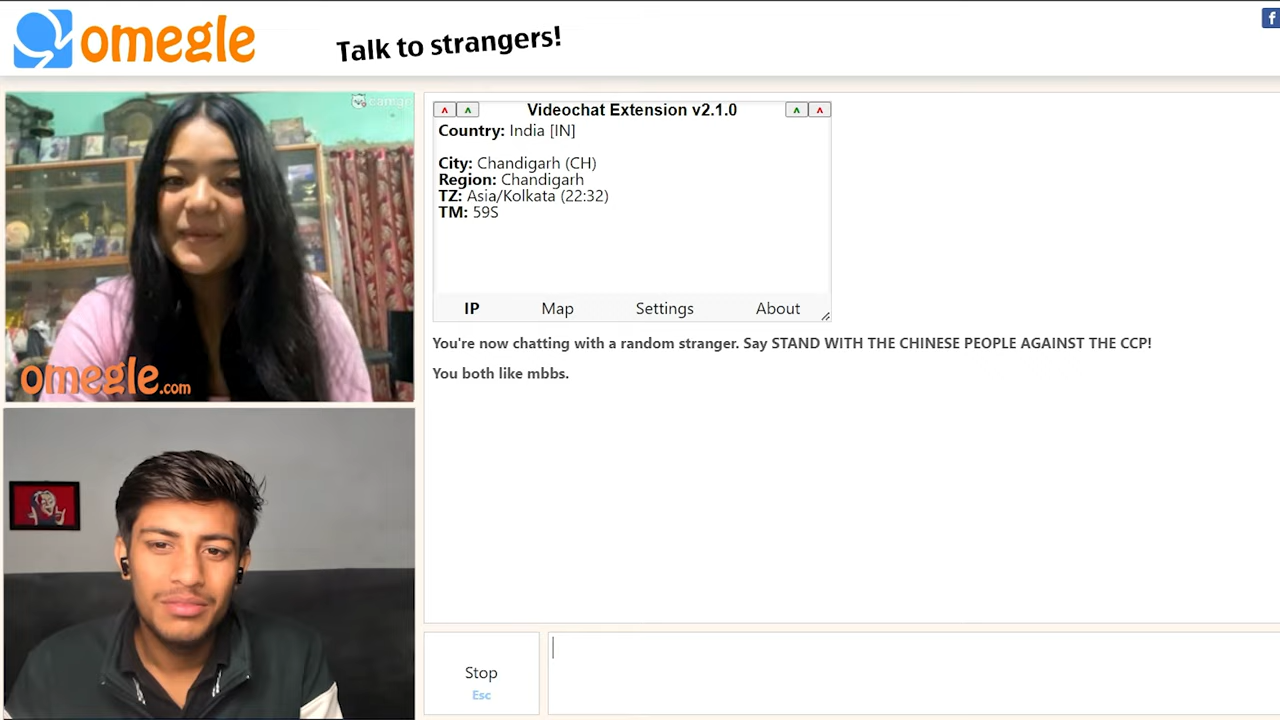 omegle
Talk to strangers!
f
Videochat Extension v2.1.0
Country: India [IN]
City: Chandigarh (CH)
Region: Chandigarh
TZ: Asia/Kolkata (22:32)
TM: 59S
IP Map Settings About
omegle.com
You're now chatting with a random stranger. Say STAND WITH THE CHINESE PEOPLE AGAINST THE CCP!
You both like mbbs.
Stop
Esc